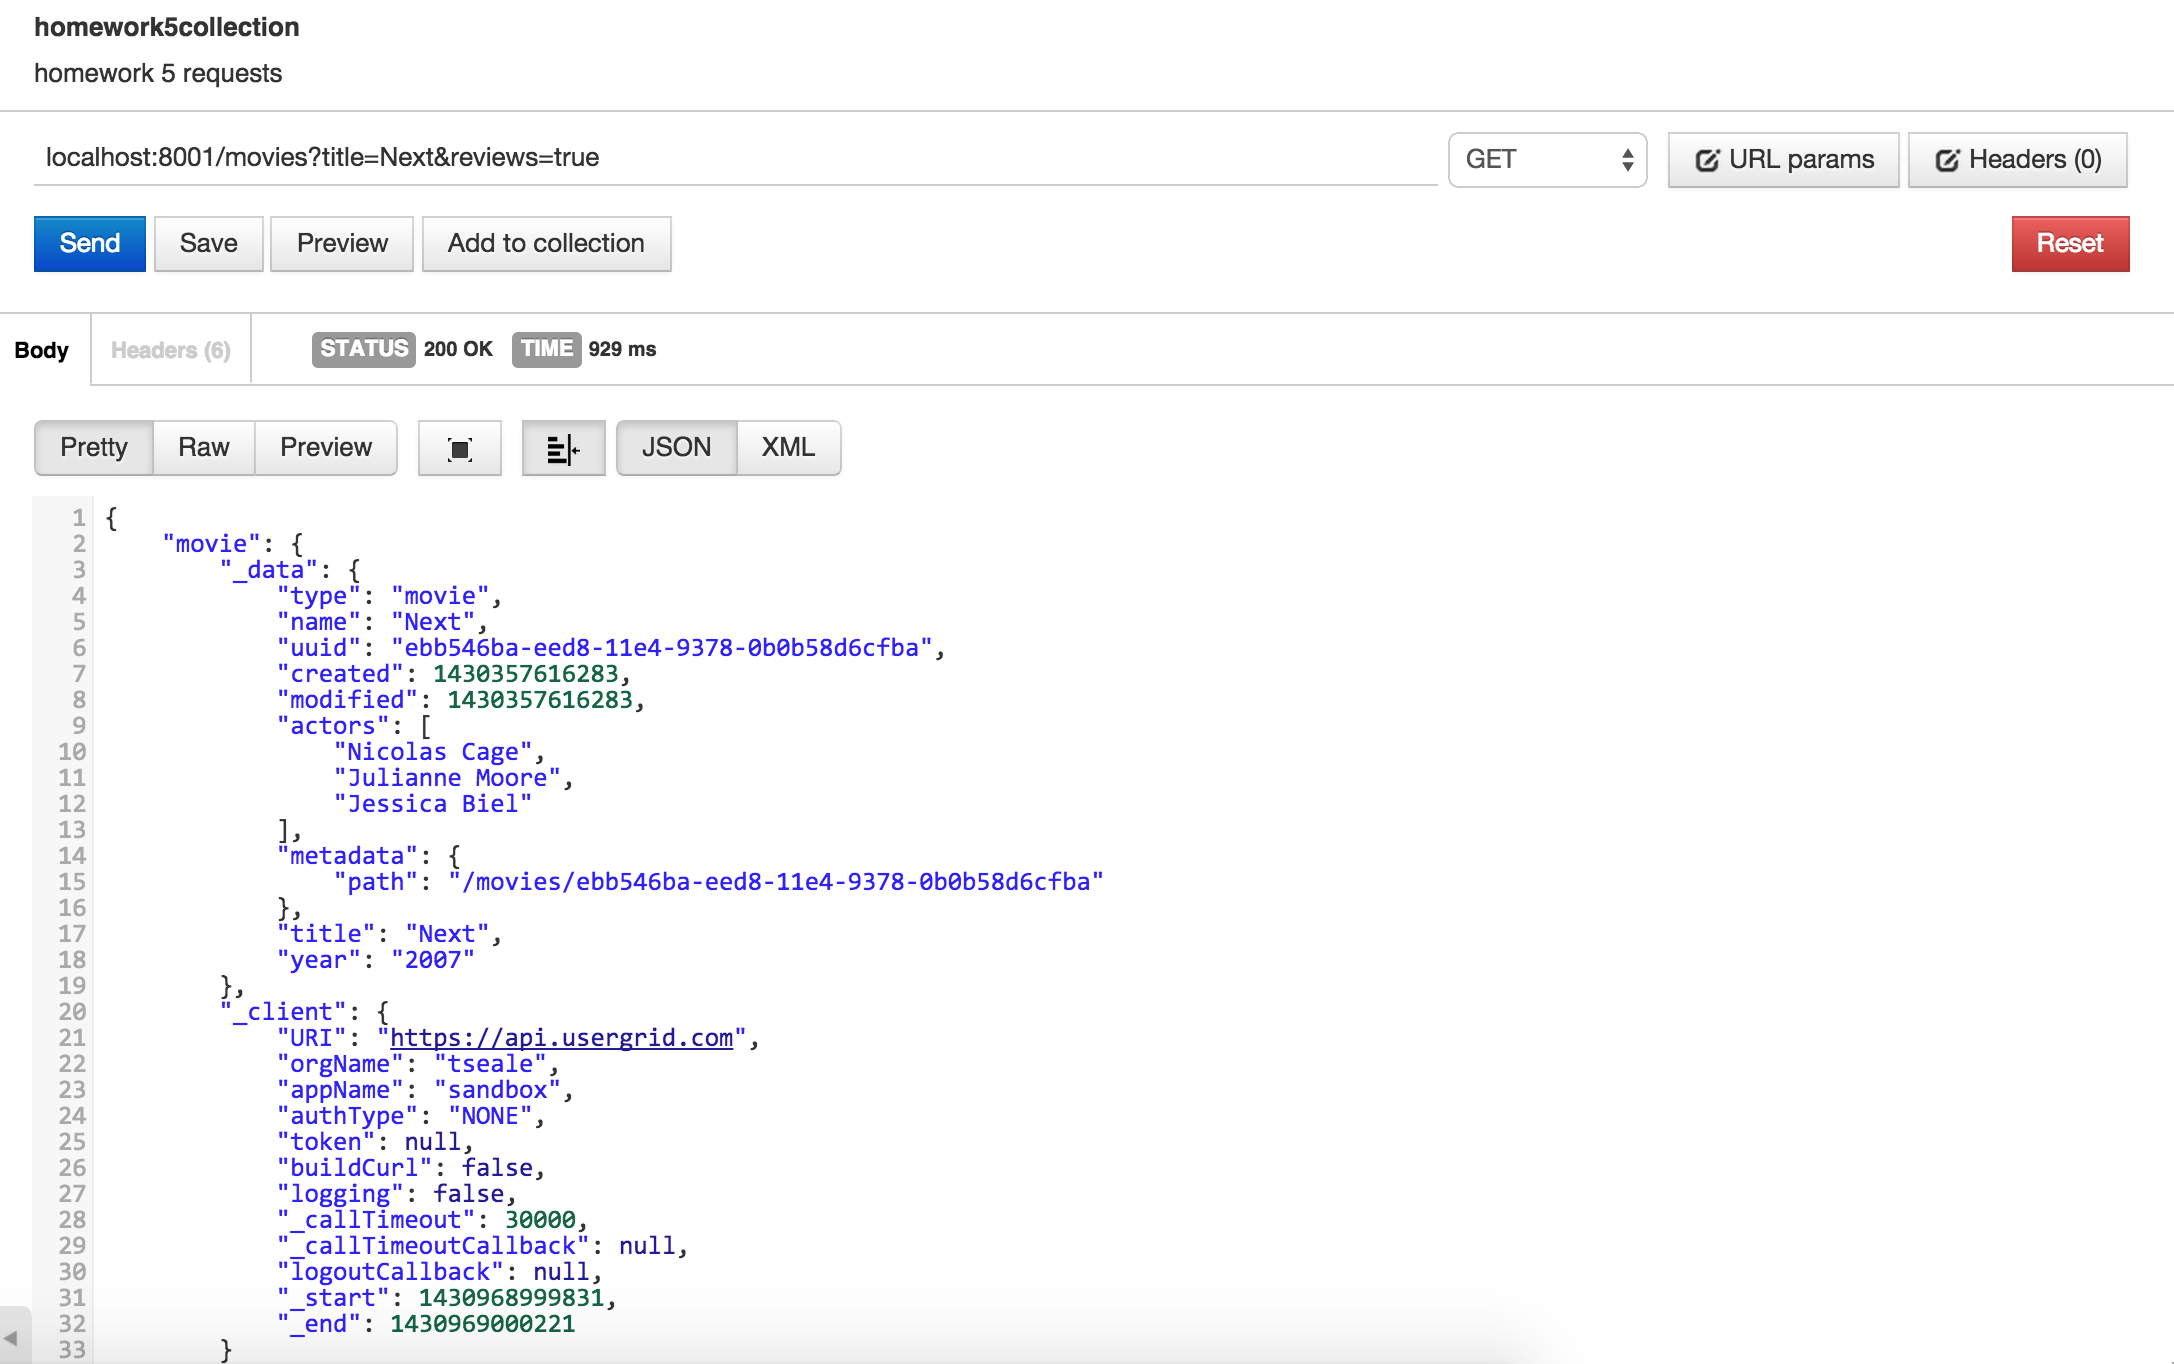 homework5collection
homework 5 requests
localhost:8001/movies?title=Next&reviews=true
GET
URL params
Headers (0)
Send
Save
Preview
Add to collection
Reset
Body
Headers (6)
STATUS 200 OK TIME 929 ms
Pretty
Raw
Preview
JSON
XML
1 {
2 "movie": {
3 "_data": {
4 "type": "movie",
5 "name": "Next",
6 "uuid": "ebb546ba-eed8-11e4-9378-0b0b58d6cfba",
7 "created": 1430357616283,
8 "modified": 1430357616283,
9 "actors": [
10 "Nicolas Cage",
11 "Julianne Moore",
12 "Jessica Biel"
13 ],
14 "metadata": {
15 "path": "/movies/ebb546ba-eed8-11e4-9378-0b0b58d6cfba"
16 },
17 "title": "Next",
18 "year": "2007"
19 },
20 "_client": {
21 "URI": "https://api.usergrid.com",
22 "orgName": "tseale",
23 "appName": "sandbox",
24 "authType": "NONE",
25 "token": null,
26 "buildCurl": false,
27 "logging": false,
28 "_callTimeout": 30000,
29 "_callTimeoutCallback": null,
30 "logoutCallback": null,
31 "_start": 1430968999831,
32 "_end": 1430969000221
33 }